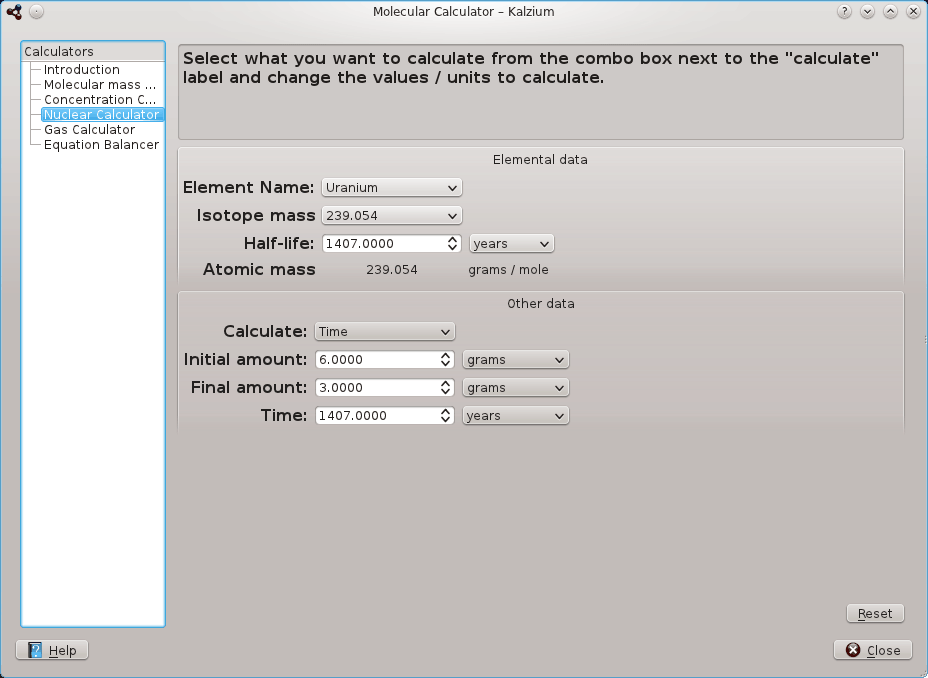 Molecular Calculator – Kalzium
Calculators
Introduction
Molecular mass ...
Concentration C...
Nuclear Calculator
Gas Calculator
Equation Balancer
Select what you want to calculate from the combo box next to the "calculate"
label and change the values / units to calculate.
Elemental data
Element Name: Uranium
Isotope mass 239.054
Half-life: 1407.0000 years
Atomic mass 239.054 grams / mole
Other data
Calculate: Time
Initial amount: 6.0000 grams
Final amount: 3.0000 grams
Time: 1407.0000 years
Reset
Help
Close